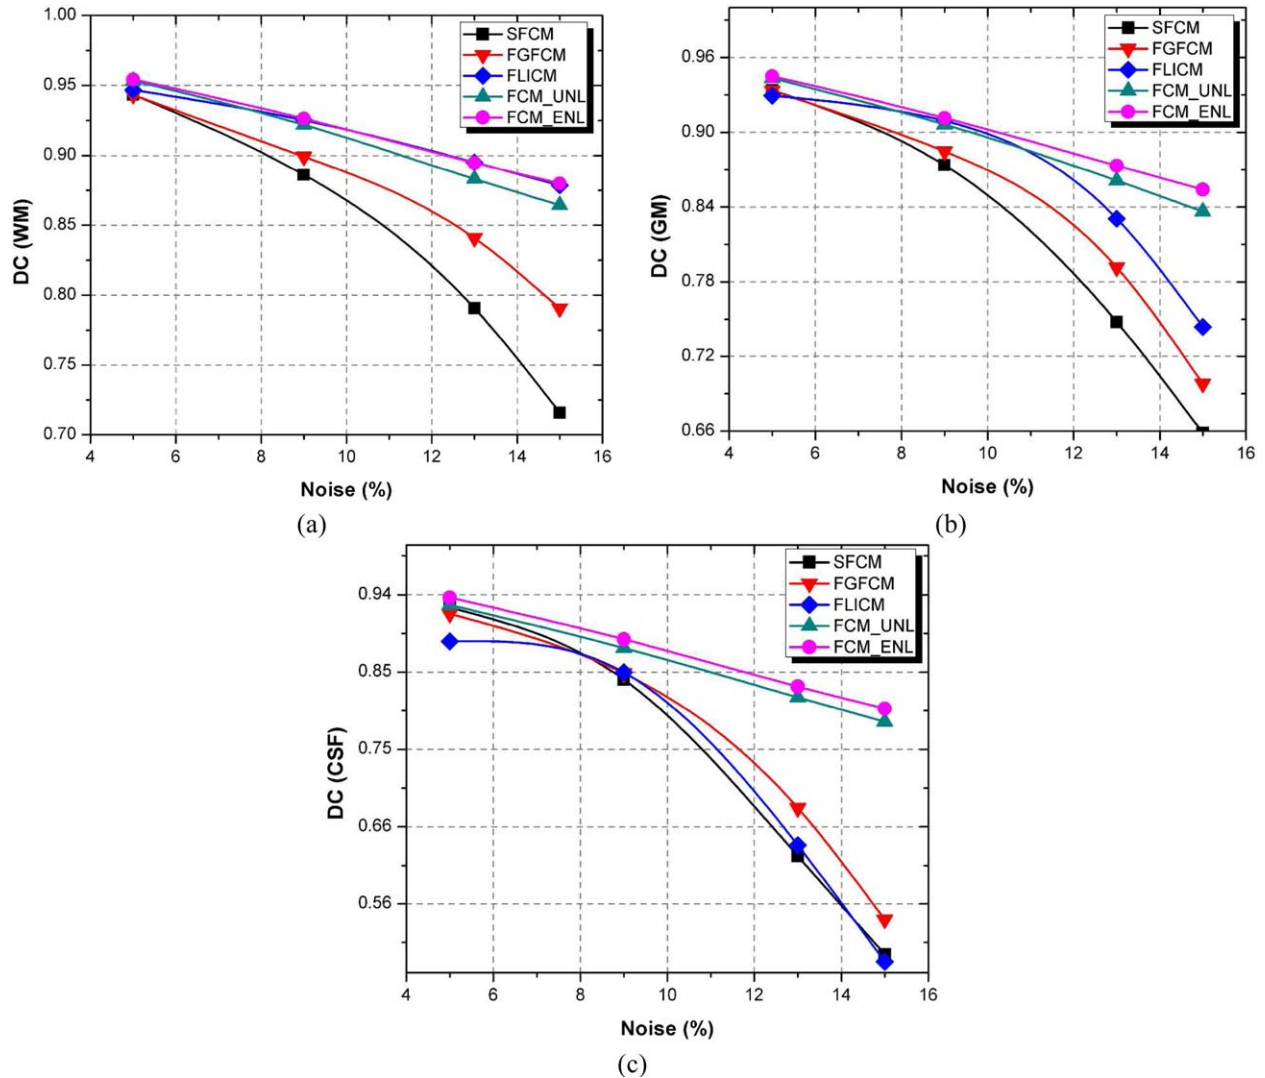 1.00
0.95
0.90
0.85
0.80
0.75
0.70
DC (WM)
4 6 8 10 12 14 16
Noise (%)
SFCM
FGFCM
FLICM
FCM_UNL
FCM_ENL
(a)
0.96
0.90
0.84
0.78
0.72
0.66
DC (GM)
4 6 8 10 12 14 16
Noise (%)
SFCM
FGFCM
FLICM
FCM_UNL
FCM_ENL
(b)
0.94
0.85
0.75
0.66
0.56
DC (CSF)
4 6 8 10 12 14 16
Noise (%)
SFCM
FGFCM
FLICM
FCM_UNL
FCM_ENL
(c)